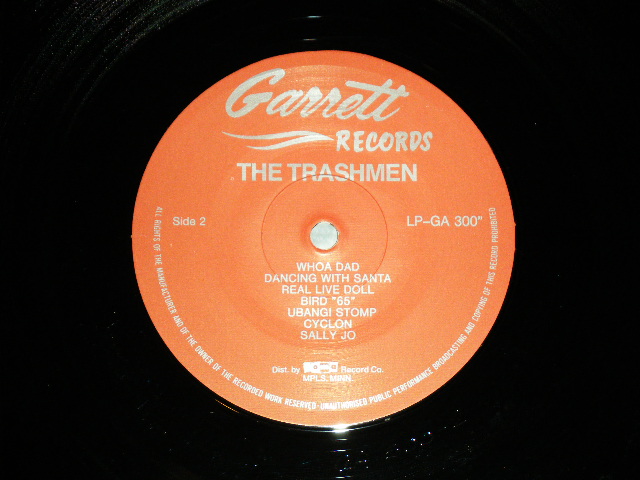 Garrett
RECORDS
THE TRASHMEN
Side 2
LP-GA 300"
WHOA DAD
DANCING WITH SANTA
REAL LIVE DOLL
BIRD "65"
UBANGI STOMP
CYCLON
SALLY JO
Dist. by Record Co.
MPLS, MINN.
ALL RIGHTS OF THE MANUFACTURER AND OF THE OWNER OF THE RECORDED WORK RESERVED · UNAUTHORISED PUBLIC PERFORMANCE BROADCASTING AND COPYING OF THIS RECORD PROHIBITED